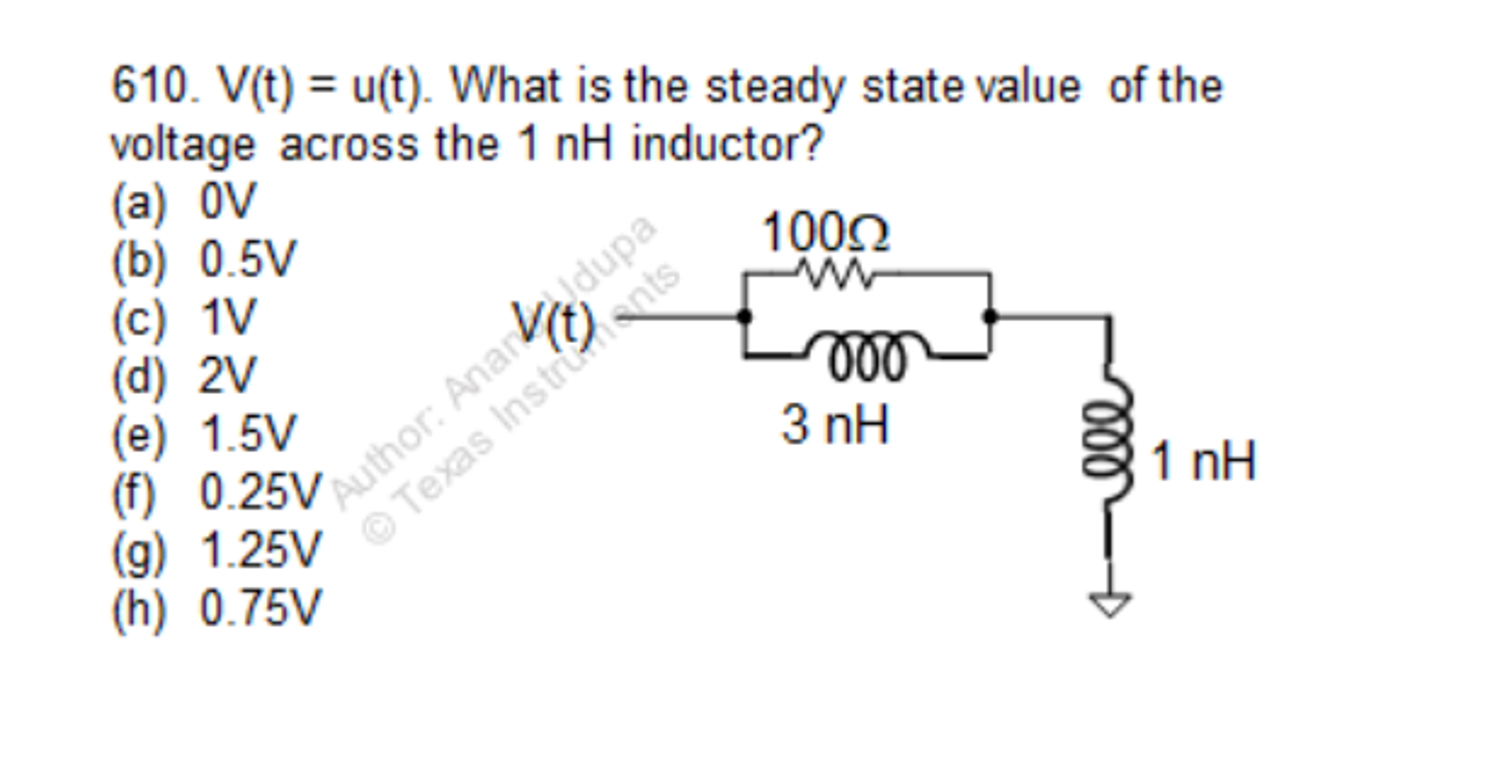 610. V(t) = u(t). What is the steady state value of the
voltage across the 1 nH inductor?
(a) 0V
(b) 0.5V
(c) 1V
(d) 2V
(e) 1.5V
(f) 0.25V
(g) 1.25V
(h) 0.75V
100Ω
V(t)
3 nH
1 nH
Author: Anand Udupa
© Texas Instruments